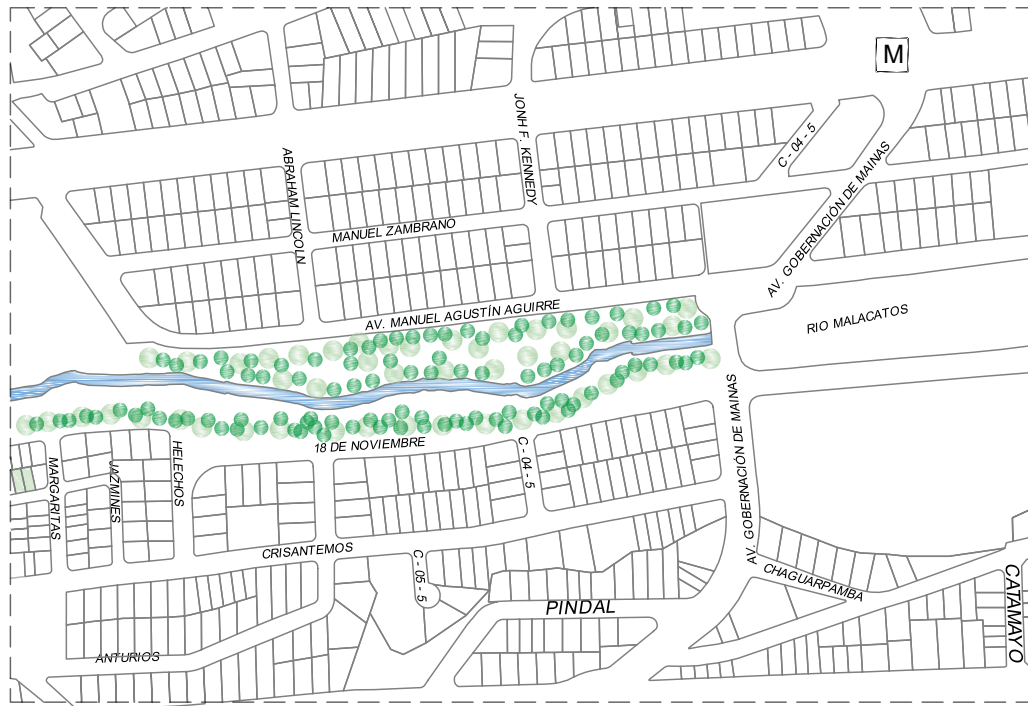 M
JONH F. KENNEDY
C - 04 - 5
ABRAHAM LINCOLN
AV. GOBERNACIÓN DE MAINAS
MANUEL ZAMBRANO
AV. MANUEL AGUSTÍN AGUIRRE
RIO MALACATOS
18 DE NOVIEMBRE
C - 04 - 5
AV. GOBERNACIÓN DE MAINAS
HELECHOS
MARGARITAS
JAZMINES
CRISANTEMOS
C - 05 - 5
CHAGUARPAMBA
CATAMAYO
PINDAL
ANTURIOS